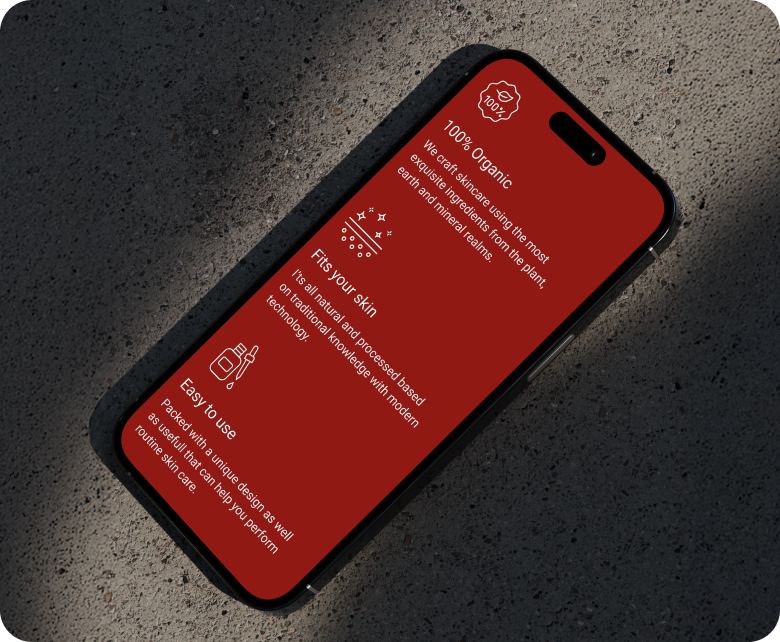 100%
100% Organic
We craft skincare using the most
exquisite ingredients from the plant,
earth and mineral realms.
Fits your skin
I'ts all natural and processed based
on traditional knowledge with modern
technology.
Easy to use
Packed with a unique design as well
as usefull that can help you perform
routine skin care.